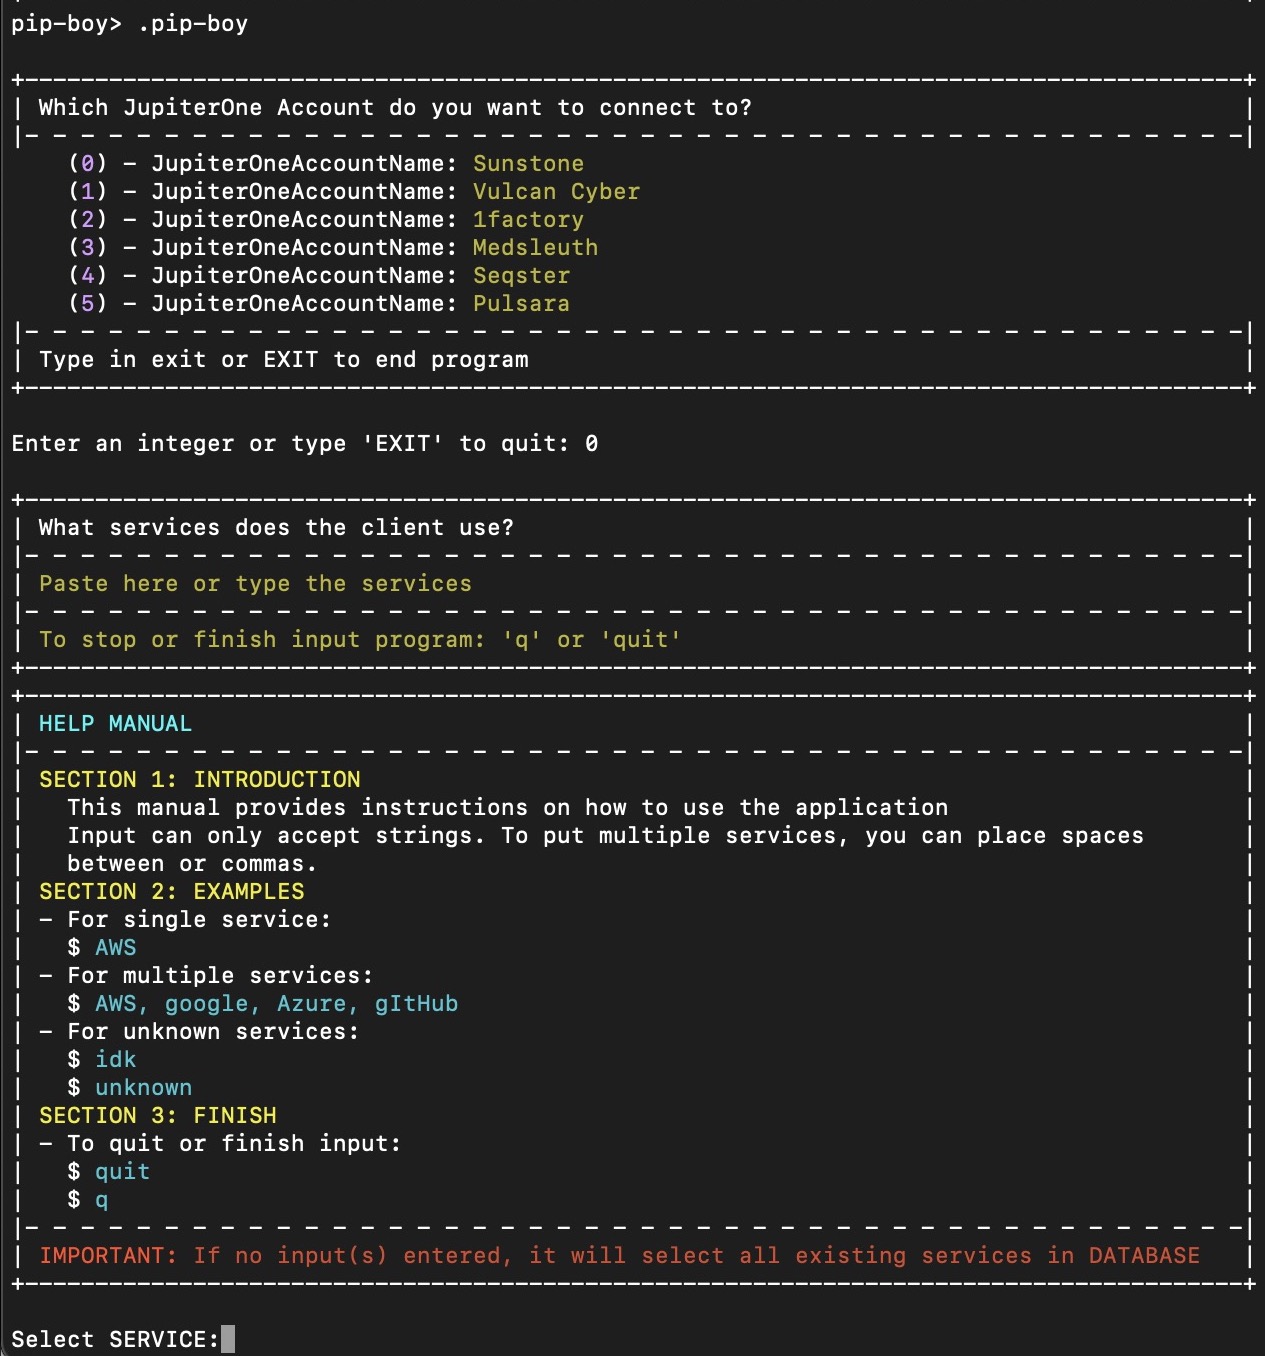 pip-boy> .pip-boy
Which JupiterOne Account do you want to connect to?
(0) - JupiterOneAccountName: Sunstone
(1) - JupiterOneAccountName: Vulcan Cyber
(2) - JupiterOneAccountName: 1factory
(3) - JupiterOneAccountName: Medsleuth
(4) - JupiterOneAccountName: Seqster
(5) - JupiterOneAccountName: Pulsara
Type in exit or EXIT to end program
Enter an integer or type 'EXIT' to quit: 0
What services does the client use?
Paste here or type the services
To stop or finish input program: 'q' or 'quit'
HELP MANUAL
SECTION 1: INTRODUCTION
This manual provides instructions on how to use the application
Input can only accept strings. To put multiple services, you can place spaces
between or commas.
SECTION 2: EXAMPLES
- For single service:
$ AWS
- For multiple services:
$ AWS, google, Azure, gItHub
- For unknown services:
$ idk
$ unknown
SECTION 3: FINISH
- To quit or finish input:
$ quit
$ q
IMPORTANT: If no input(s) entered, it will select all existing services in DATABASE
Select SERVICE: